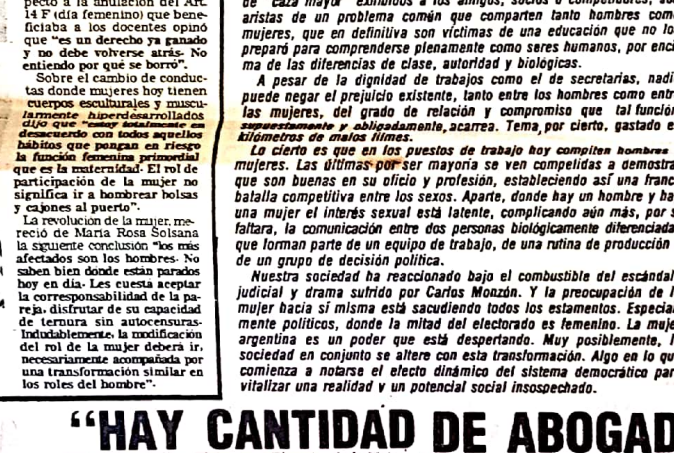 pecto a la anulación del Art.
14 F (día femenino) que bene-
ficiaba a los docentes opinó
que "es un derecho ya ganado
y no debe volverse atrás- No
entiendo por qué se borró".
Sobre el cambio de conduc-
tas donde mujeres hoy tienen
cuerpos esculturales y muscu-
larmente hiperdesarrollados
dijo que "estoy totalmente en
desacuerdo con todos aquellos
hábitos que pongan en riesgo
la función femenina primordial
que es la maternidad- El rol de
participación de la mujer no
significa ir a hombrear bolsas
y cajones al puerto"-
La revolución de la mujer, me-
reció de María Rosa Solsana
la siguiente conclusión "los más
afectados son los hombres- No
saben bien dónde están parados
hoy en día- Les cuesta aceptar
la corresponsabilidad de la pa-
reja, disfrutar de su capacidad
de ternura sin autocensuras-
Indudablemente, la modificación
del rol de la mujer deberá ir,
necesariamente acompañada por
una transformación similar en
los roles del hombre"-
de caza mayor exhibidos a los amigos, socios o competidores,
aristas de un problema común que comparten tanto hombres com
mujeres, que en definitiva son víctimas de una educación que no lo
preparó para comprenderse plenamente como seres humanos, por enci
ma de las diferencias de clase, autoridad y biológicas.
A pesar de la dignidad de trabajos como el de secretarias, nadi
puede negar el prejuicio existente, tanto entre los hombres como entr
las mujeres, del grado de relación y compromiso que tal función
supuestamente y obligadamente, acarrea. Tema, por cierto, gastado e
kilómetros de malos filmes.
Lo cierto es que en los puestos de trabajo hoy compiten hombres
mujeres. Las últimas por ser mayoría se ven compelidas a demostra
que son buenas en su oficio y profesión, estableciendo así una franc
batalla competitiva entre los sexos. Aparte, donde hay un hombre y ha
una mujer el interés sexual está latente, complicando aún más, por s
faltara, la comunicación entre dos personas biológicamente diferenciada
que forman parte de un equipo de trabajo, de una rutina de producción
de un grupo de decisión política.
Nuestra sociedad ha reaccionado bajo el combustible del escándal
judicial y drama sufrido por Carlos Monzón. Y la preocupación de l
mujer hacia sí misma está sacudiendo todos los estamentos. Especial
mente políticos, donde la mitad del electorado es femenino. La muje
argentina es un poder que está despertando. Muy posiblemente, l
sociedad en conjunto se altere con esta transformación. Algo en lo qu
comienza a notarse el efecto dinámico del sistema democrático par
vitalizar una realidad y un potencial social insospechado.
"HAY CANTIDAD DE ABOGAD